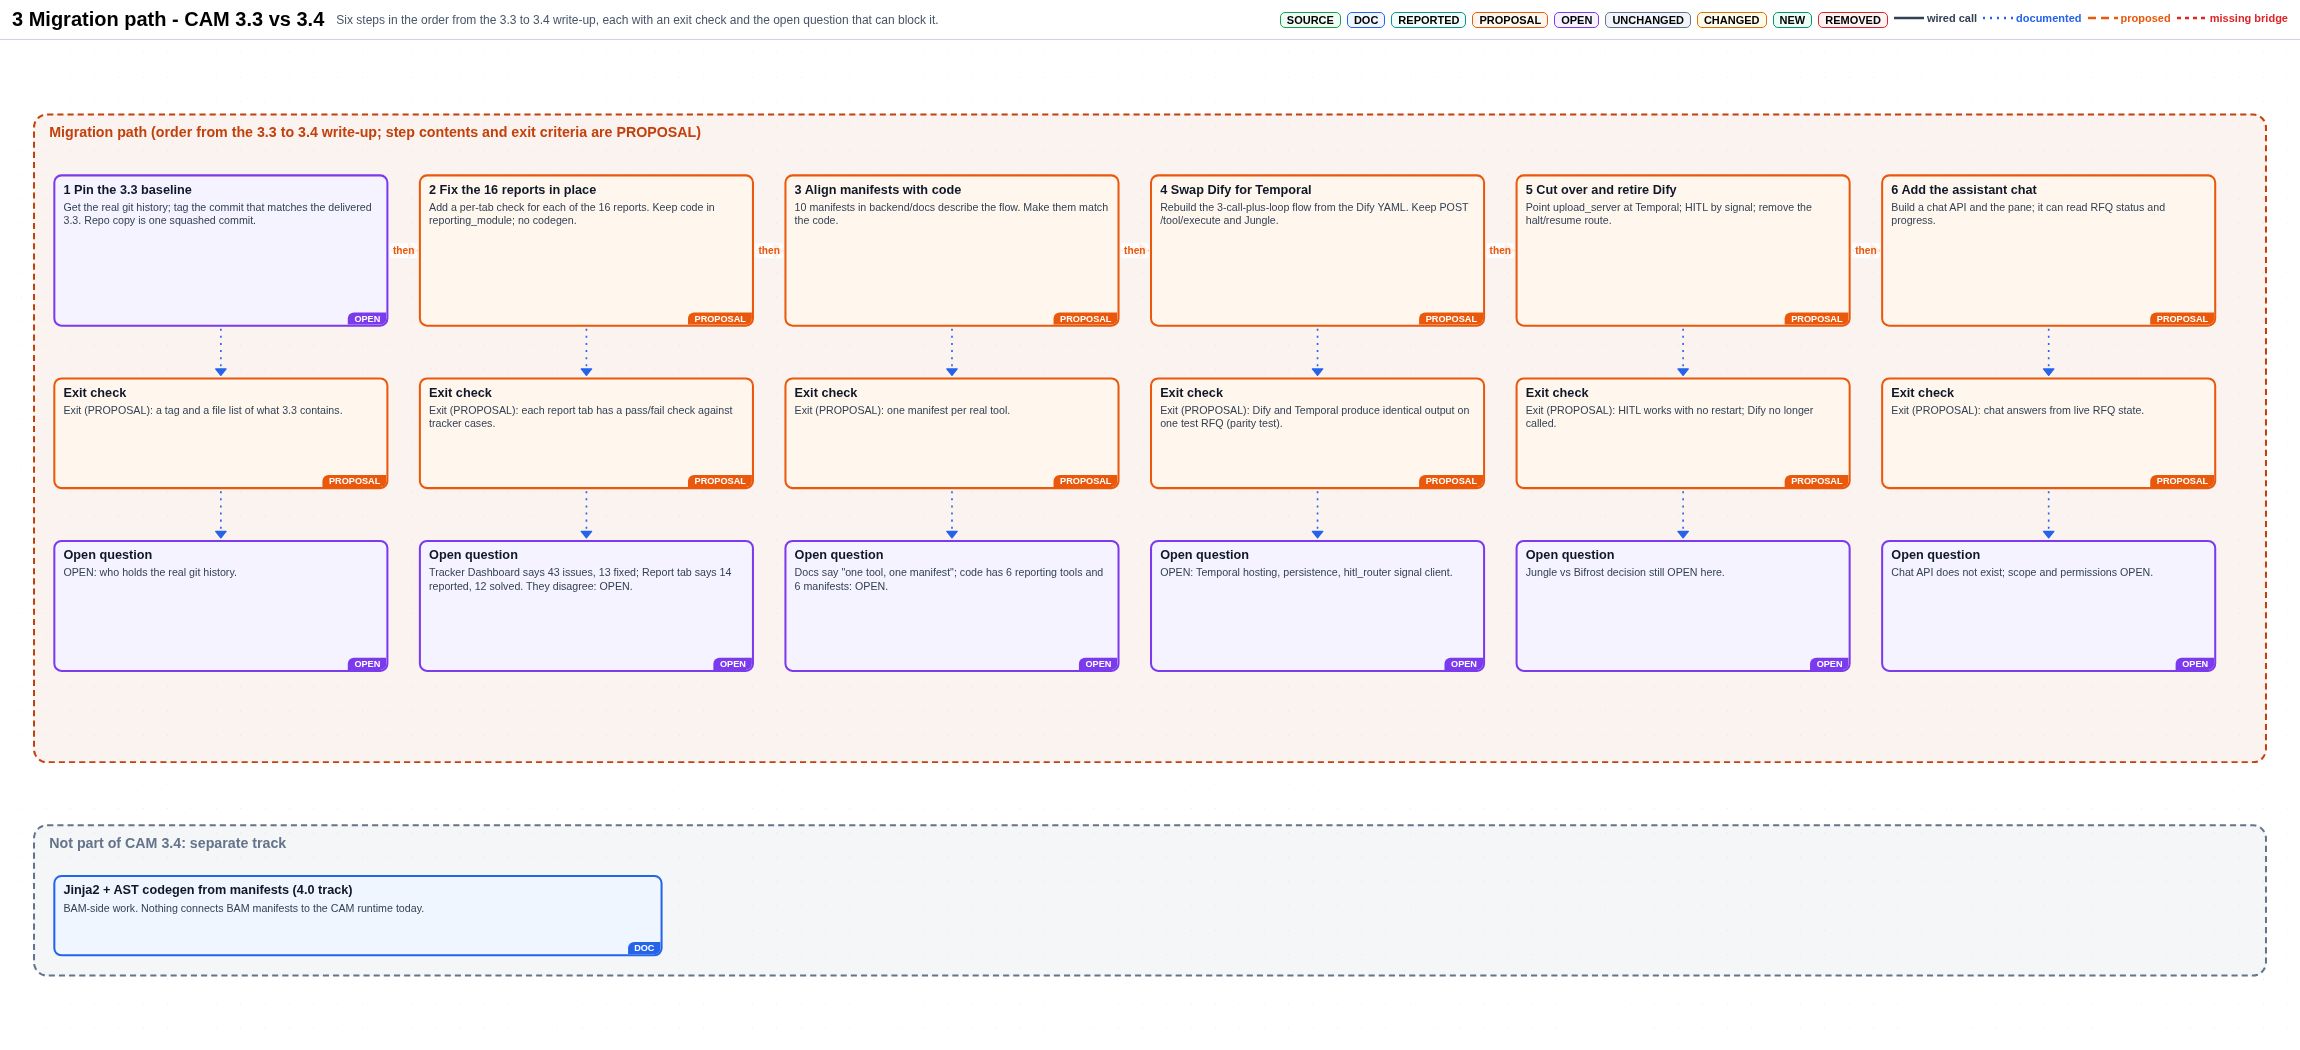 3 Migration path - CAM 3.3 vs 3.4
Six steps in the order from the 3.3 to 3.4 write-up, each with an exit check and the open question that can block it.
SOURCE DOC REPORTED PROPOSAL OPEN UNCHANGED CHANGED NEW REMOVED wired call documented proposed missing bridge
Migration path (order from the 3.3 to 3.4 write-up; step contents and exit criteria are PROPOSAL)
1 Pin the 3.3 baseline
Get the real git history; tag the commit that matches the delivered
3.3. Repo copy is one squashed commit.
OPEN
then
2 Fix the 16 reports in place
Add a per-tab check for each of the 16 reports. Keep code in
reporting_module; no codegen.
PROPOSAL
then
3 Align manifests with code
10 manifests in backend/docs describe the flow. Make them match
the code.
PROPOSAL
then
4 Swap Dify for Temporal
Rebuild the 3-call-plus-loop flow from the Dify YAML. Keep POST
/tool/execute and Jungle.
PROPOSAL
then
5 Cut over and retire Dify
Point upload_server at Temporal; HITL by signal; remove the
halt/resume route.
PROPOSAL
then
6 Add the assistant chat
Build a chat API and the pane; it can read RFQ status and
progress.
PROPOSAL
Exit check
Exit (PROPOSAL): a tag and a file list of what 3.3 contains.
PROPOSAL
Exit check
Exit (PROPOSAL): each report tab has a pass/fail check against
tracker cases.
PROPOSAL
Exit check
Exit (PROPOSAL): one manifest per real tool.
PROPOSAL
Exit check
Exit (PROPOSAL): Dify and Temporal produce identical output on
one test RFQ (parity test).
PROPOSAL
Exit check
Exit (PROPOSAL): HITL works with no restart; Dify no longer
called.
PROPOSAL
Exit check
Exit (PROPOSAL): chat answers from live RFQ state.
PROPOSAL
Open question
OPEN: who holds the real git history.
OPEN
Open question
Tracker Dashboard says 43 issues, 13 fixed; Report tab says 14
reported, 12 solved. They disagree: OPEN.
OPEN
Open question
Docs say "one tool, one manifest"; code has 6 reporting tools and
6 manifests: OPEN.
OPEN
Open question
OPEN: Temporal hosting, persistence, hitl_router signal client.
OPEN
Open question
Jungle vs Bifrost decision still OPEN here.
OPEN
Open question
Chat API does not exist; scope and permissions OPEN.
OPEN
Not part of CAM 3.4: separate track
Jinja2 + AST codegen from manifests (4.0 track)
BAM-side work. Nothing connects BAM manifests to the CAM runtime today.
DOC